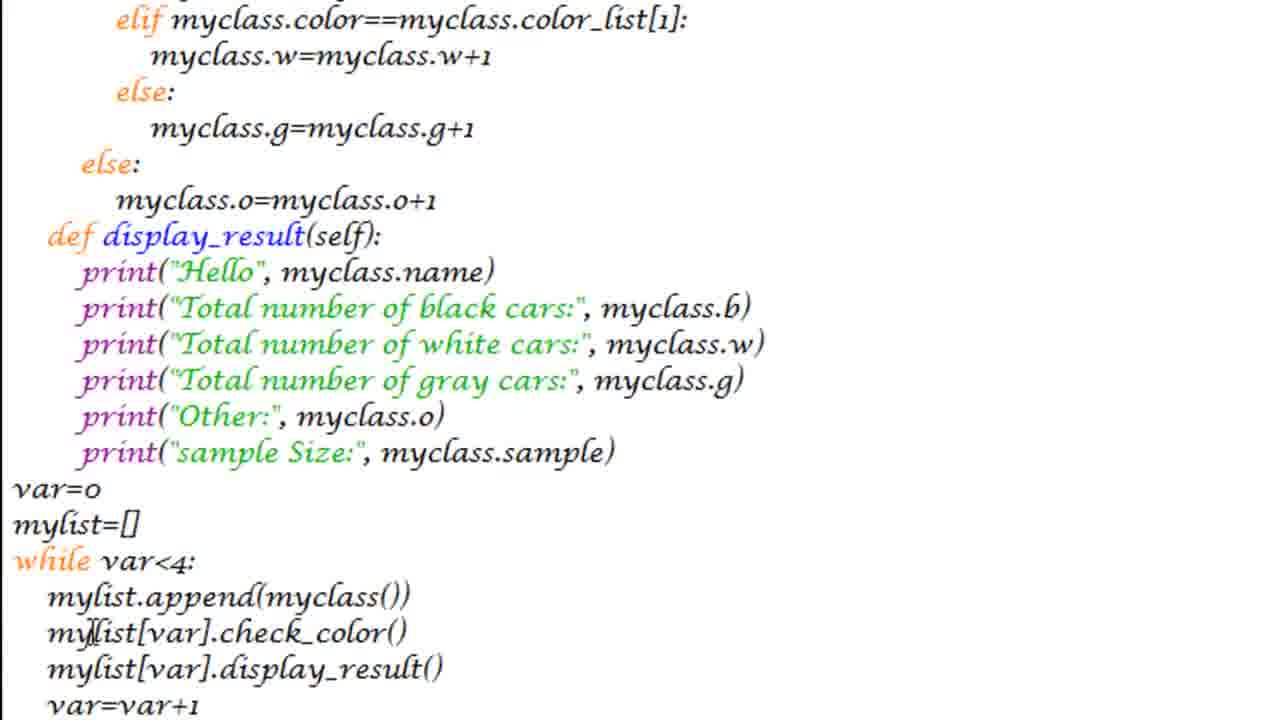 elif myclass.color==myclass.color_list[1]:
myclass.w=myclass.w+1
else:
myclass.g=myclass.g+1
else:
myclass.o=myclass.o+1
def display_result(self):
print("Hello", myclass.name)
print("Total number of black cars:", myclass.b)
print("Total number of white cars:", myclass.w)
print("Total number of gray cars:", myclass.g)
print("Other:", myclass.o)
print("sample Size:", myclass.sample)
var=0
mylist=[]
while var<4:
mylist.append(myclass())
mylist[var].check_color()
mylist[var].display_result()
var=var+1